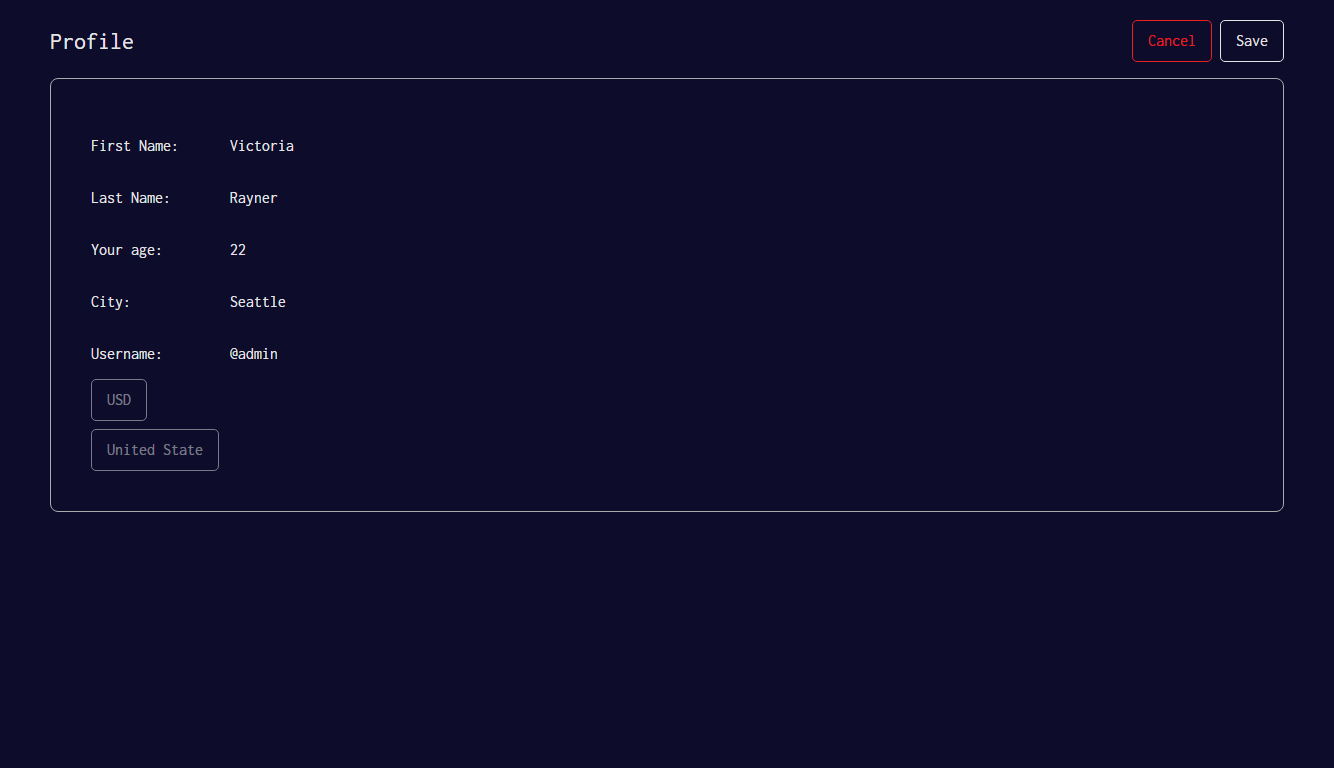 Profile
Cancel
Save
First Name: Victoria
Last Name: Rayner
Your age: 22
City: Seattle
Username: @admin
USD
United State